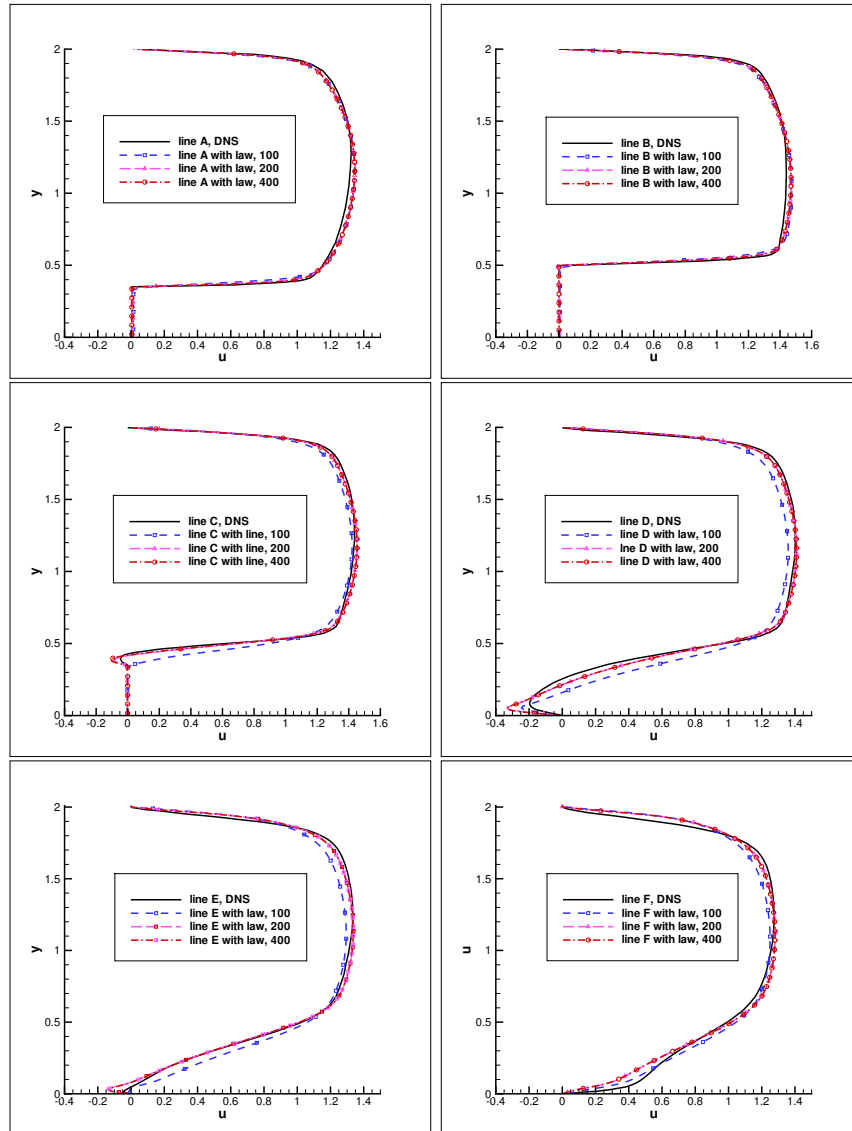 2
1.5
1
0.5
0
y
line A, DNS
line A with law, 100
line A with law, 200
line A with law, 400
-0.4 -0.2 0 0.2 0.4 0.6 0.8 1 1.2 1.4
u
2
1.5
1
0.5
0
y
line B, DNS
line B with law, 100
line B with law, 200
line B with law, 400
-0.4 -0.2 0 0.2 0.4 0.6 0.8 1 1.2 1.4 1.6
u
2
1.5
1
0.5
0
y
line C, DNS
line C with line, 100
line C with line, 200
line C with line, 400
-0.4 -0.2 0 0.2 0.4 0.6 0.8 1 1.2 1.4 1.6
u
2
1.5
1
0.5
0
y
line D, DNS
line D with law, 100
lne D with law, 200
line D with law, 400
-0.4 -0.2 0 0.2 0.4 0.6 0.8 1 1.2 1.4
u
2
1.5
1
0.5
0
y
line E, DNS
line E with law, 100
line E with law, 200
line E with law, 400
-0.4 -0.2 0 0.2 0.4 0.6 0.8 1 1.2 1.4
u
2
1.5
1
0.5
0
u
line F, DNS
line F with law, 100
line F with law, 200
line F with law, 400
-0.4 -0.2 0 0.2 0.4 0.6 0.8 1 1.2 1.4
u